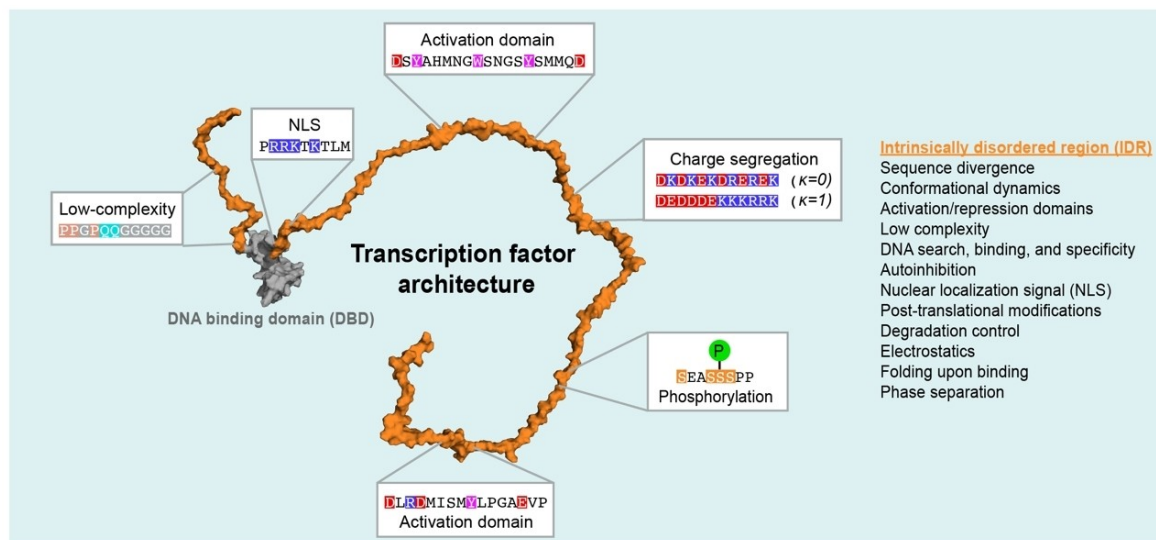 Activation domain
DSYAHMNGWSNGSYSMMQD
NLS
PRRKTKTLM
Charge segregation
DKDKEKDREREK (κ=0)
DEDDDEKKKRRK (κ=1)
Low-complexity
PPGPQQGGGGG
Transcription factor
architecture
DNA binding domain (DBD)
P
SEASSSPP
Phosphorylation
DLRDMISMYLPGAEVP
Activation domain
Intrinsically disordered region (IDR)
Sequence divergence
Conformational dynamics
Activation/repression domains
Low complexity
DNA search, binding, and specificity
Autoinhibition
Nuclear localization signal (NLS)
Post-translational modifications
Degradation control
Electrostatics
Folding upon binding
Phase separation